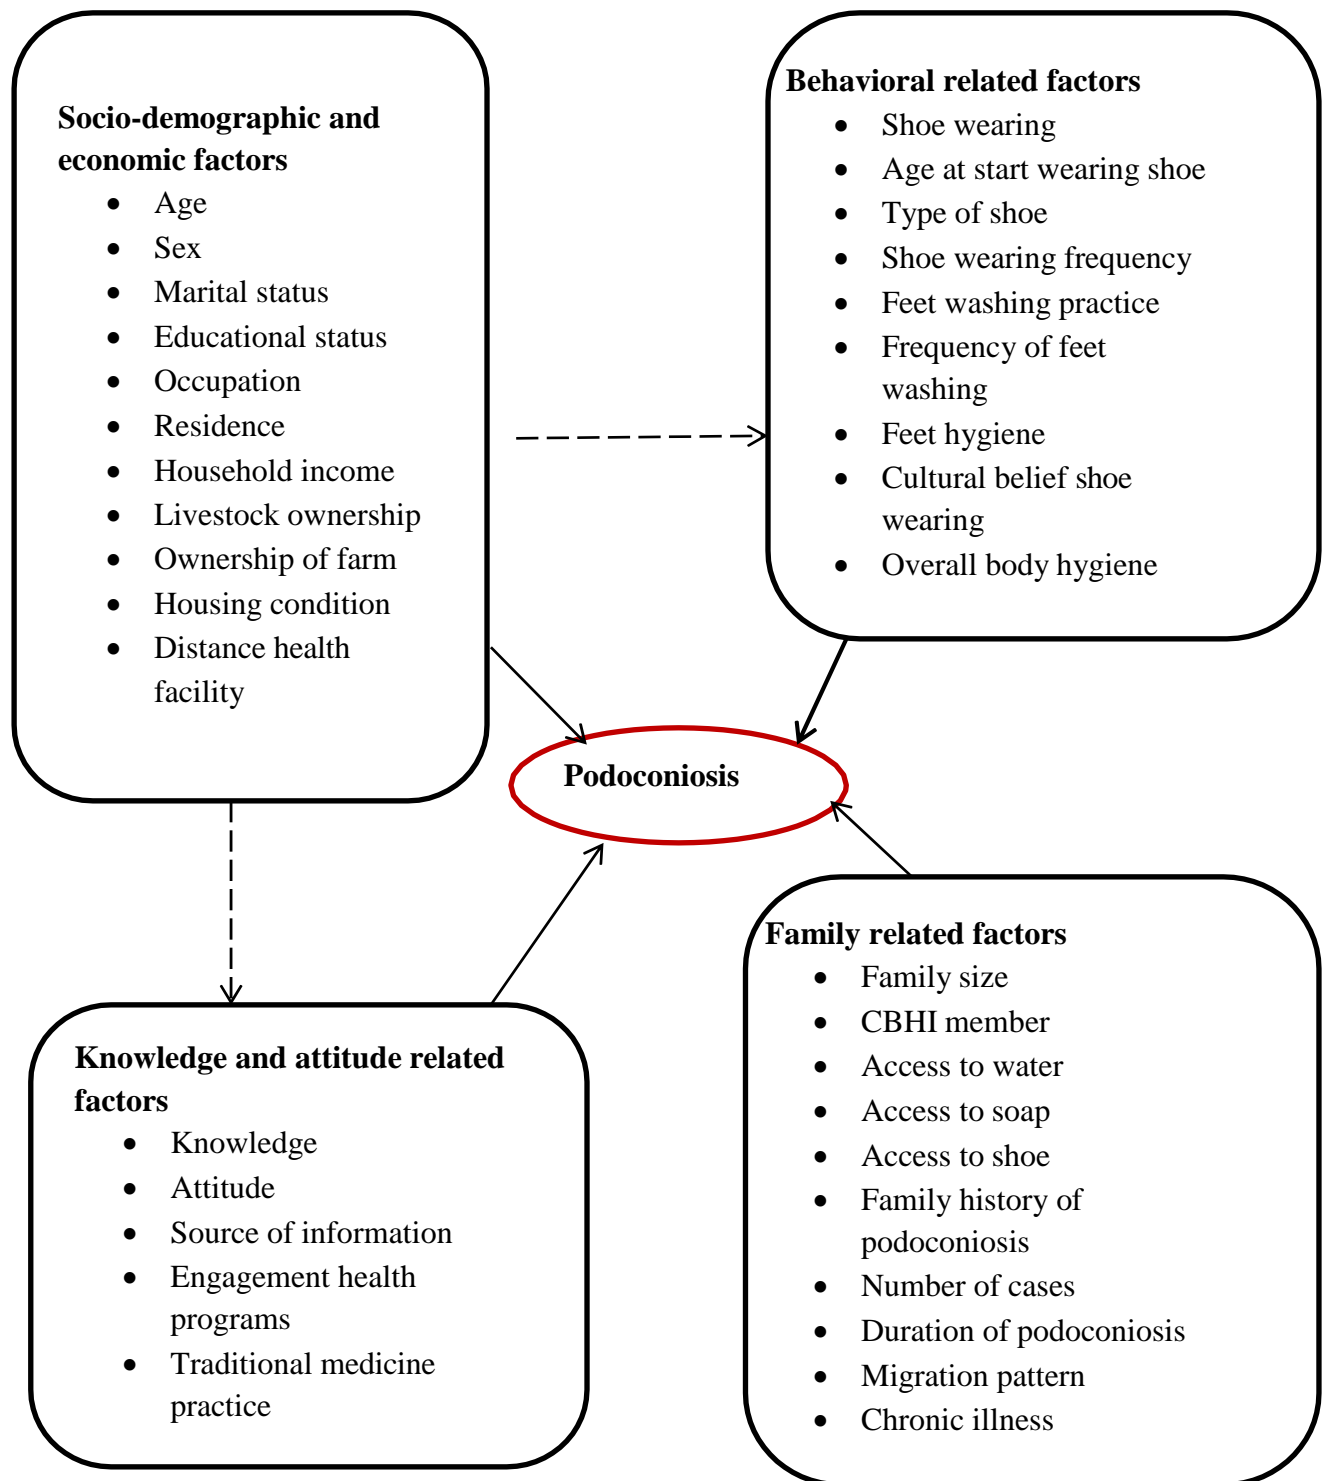 Socio-demographic and
economic factors
• Age
• Sex
• Marital status
• Educational status
• Occupation
• Residence
• Household income
• Livestock ownership
• Ownership of farm
• Housing condition
• Distance health
facility
Behavioral related factors
• Shoe wearing
• Age at start wearing shoe
• Type of shoe
• Shoe wearing frequency
• Feet washing practice
• Frequency of feet
washing
• Feet hygiene
• Cultural belief shoe
wearing
• Overall body hygiene
Podoconiosis
Knowledge and attitude related
factors
• Knowledge
• Attitude
• Source of information
• Engagement health
programs
• Traditional medicine
practice
Family related factors
• Family size
• CBHI member
• Access to water
• Access to soap
• Access to shoe
• Family history of
podoconiosis
• Number of cases
• Duration of podoconiosis
• Migration pattern
• Chronic illness